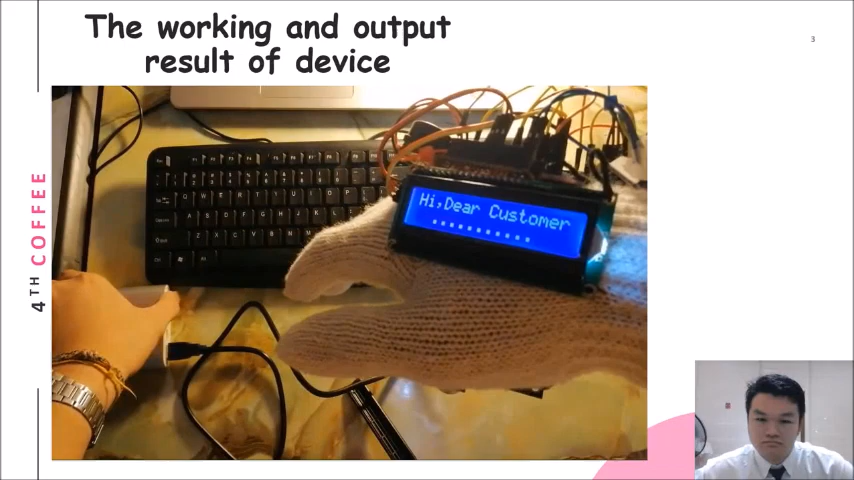 The working and output
result of device
3
4TH COFFEE
Hi,Dear Customer
...........